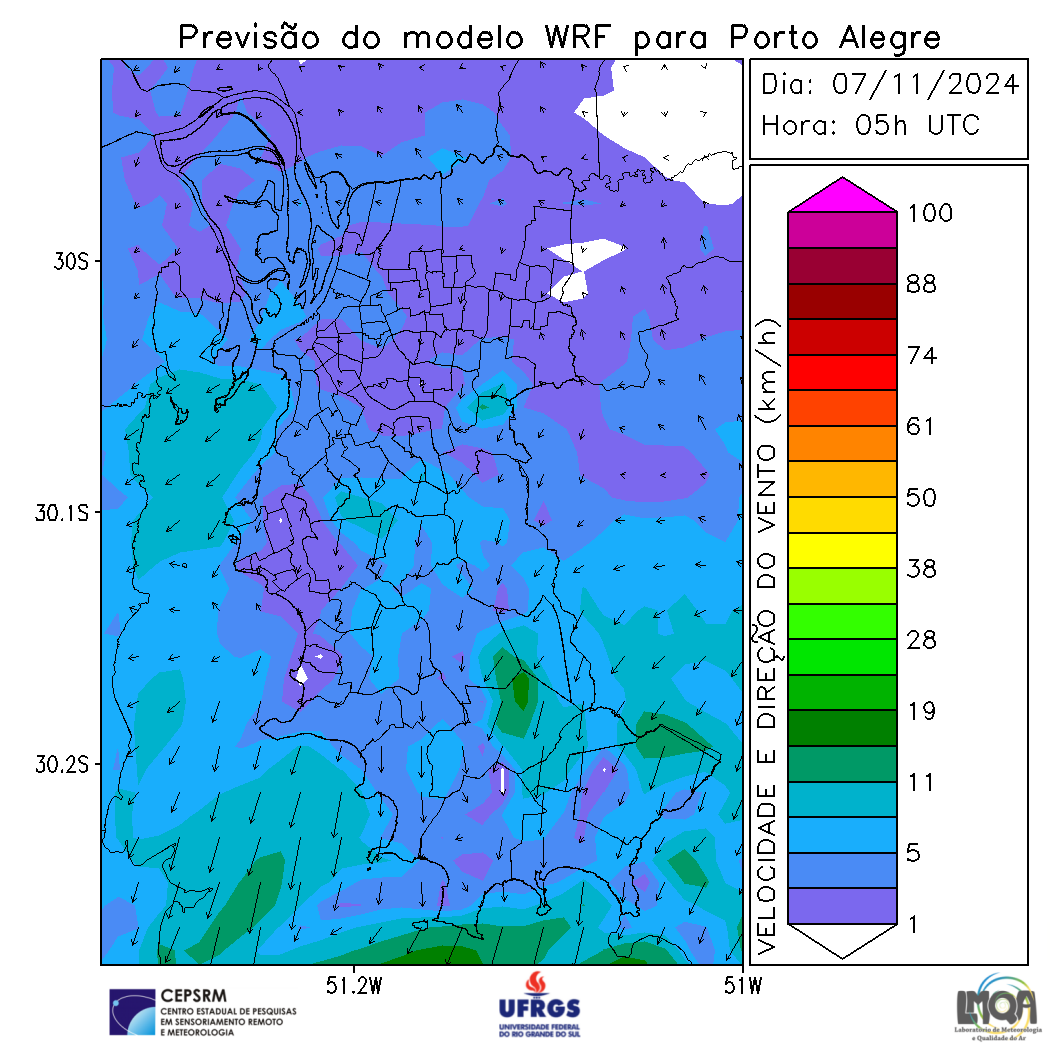 Previsão do modelo WRF para Porto Alegre
Dia: 07/11/2024
Hora: 05h UTC
30S
30.1S
30.2S
51.2W
51W
VELOCIDADE E DIREÇÃO DO VENTO (km/h)
100
88
74
61
50
38
28
19
11
5
1
CEPSRM
CENTRO ESTADUAL DE PESQUISAS
EM SENSORIAMENTO REMOTO
E METEOROLOGIA
UFRGS
UNIVERSIDADE FEDERAL
DO RIO GRANDE DO SUL
LMQA
Laboratório de Meteorologia
e Qualidade do Ar